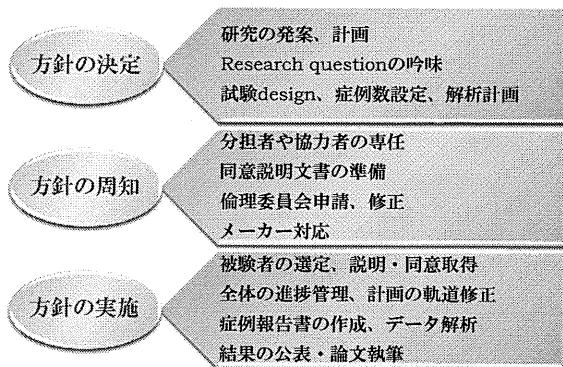 方針の決定
研究の発案、計画
Research questionの吟味
試験design、症例数設定、解析計画
方針の周知
分担者や協力者の専任
同意説明文書の準備
倫理委員会申請、修正
メーカー対応
方針の実施
被験者の選定、説明・同意取得
全体の進捗管理、計画の軌道修正
症例報告書の作成、データ解析
結果の公表・論文執筆